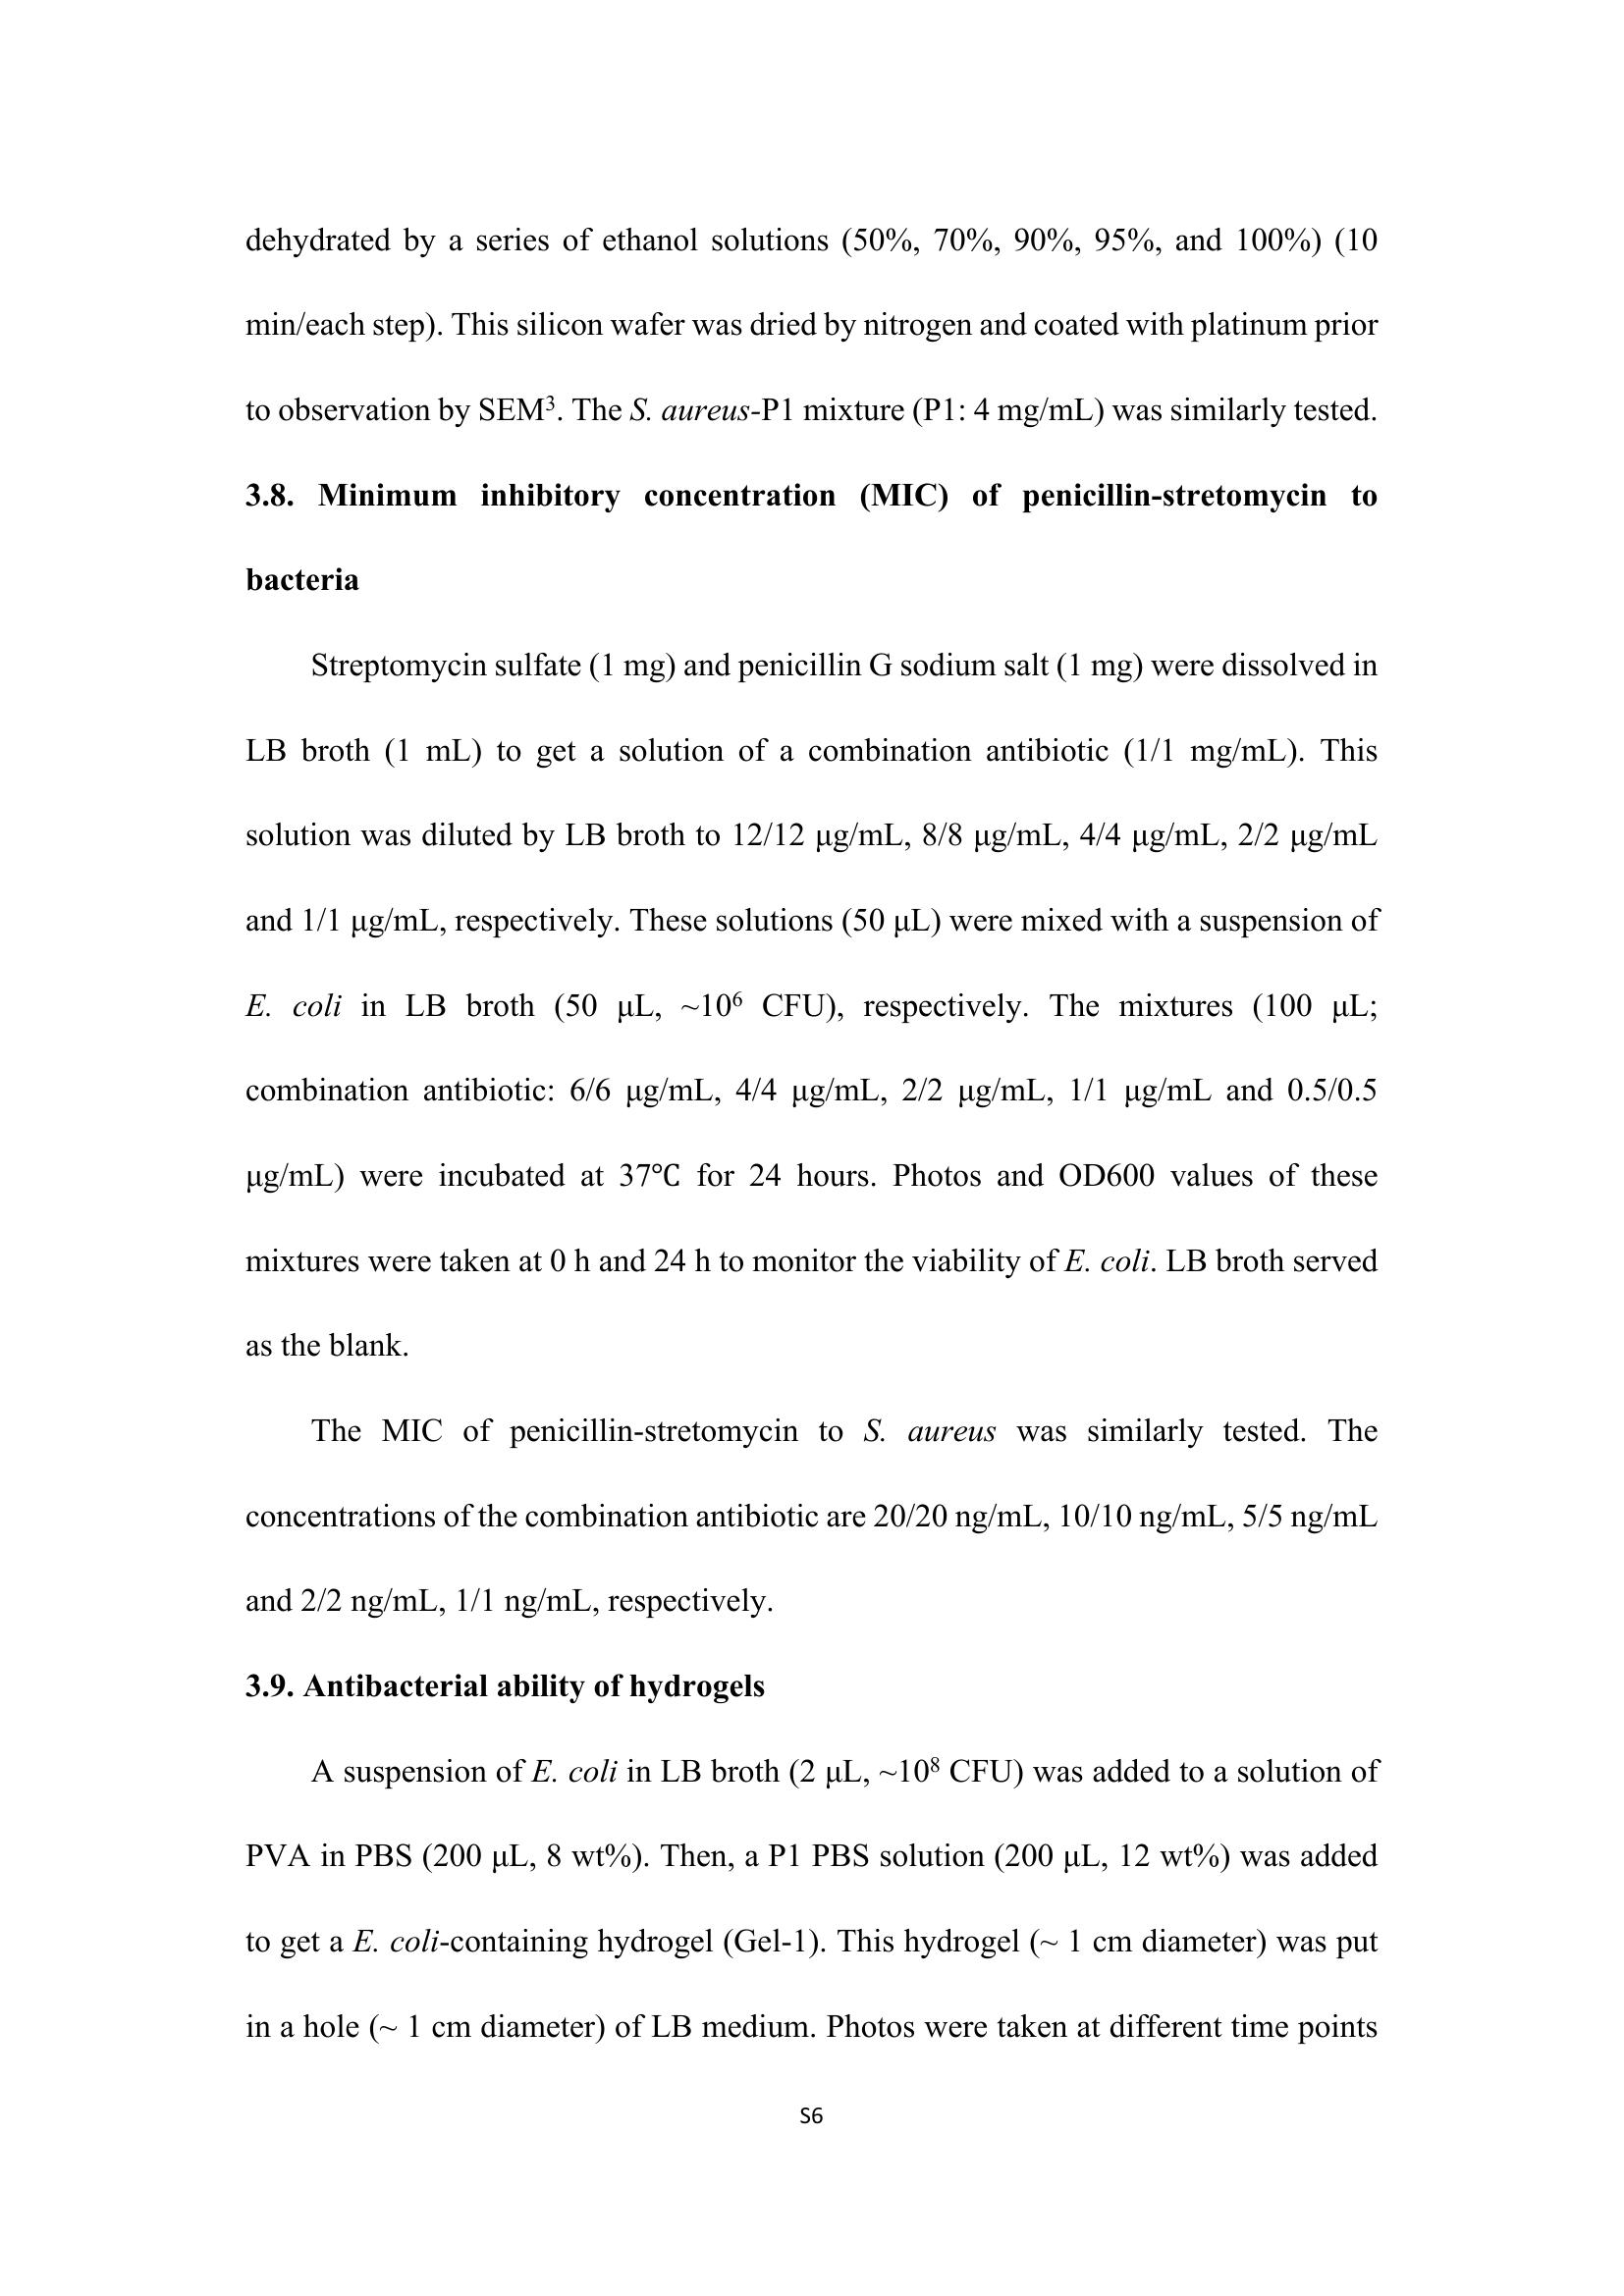 dehydrated by a series of ethanol solutions (50%, 70%, 90%, 95%, and 100%) (10
min/each step). This silicon wafer was dried by nitrogen and coated with platinum prior
to observation by SEM³. The S. aureus-P1 mixture (P1: 4 mg/mL) was similarly tested.
3.8. Minimum inhibitory concentration (MIC) of penicillin-stretomycin to
bacteria
Streptomycin sulfate (1 mg) and penicillin G sodium salt (1 mg) were dissolved in
LB broth (1 mL) to get a solution of a combination antibiotic (1/1 mg/mL). This
solution was diluted by LB broth to 12/12 μg/mL, 8/8 μg/mL, 4/4 μg/mL, 2/2 μg/mL
and 1/1 μg/mL, respectively. These solutions (50 μL) were mixed with a suspension of
E. coli in LB broth (50 μL, ~10⁶ CFU), respectively. The mixtures (100 μL;
combination antibiotic: 6/6 μg/mL, 4/4 μg/mL, 2/2 μg/mL, 1/1 μg/mL and 0.5/0.5
μg/mL) were incubated at 37℃ for 24 hours. Photos and OD600 values of these
mixtures were taken at 0 h and 24 h to monitor the viability of E. coli. LB broth served
as the blank.
The MIC of penicillin-stretomycin to S. aureus was similarly tested. The
concentrations of the combination antibiotic are 20/20 ng/mL, 10/10 ng/mL, 5/5 ng/mL
and 2/2 ng/mL, 1/1 ng/mL, respectively.
3.9. Antibacterial ability of hydrogels
A suspension of E. coli in LB broth (2 μL, ~10⁸ CFU) was added to a solution of
PVA in PBS (200 μL, 8 wt%). Then, a P1 PBS solution (200 μL, 12 wt%) was added
to get a E. coli-containing hydrogel (Gel-1). This hydrogel (~ 1 cm diameter) was put
in a hole (~ 1 cm diameter) of LB medium. Photos were taken at different time points
S6